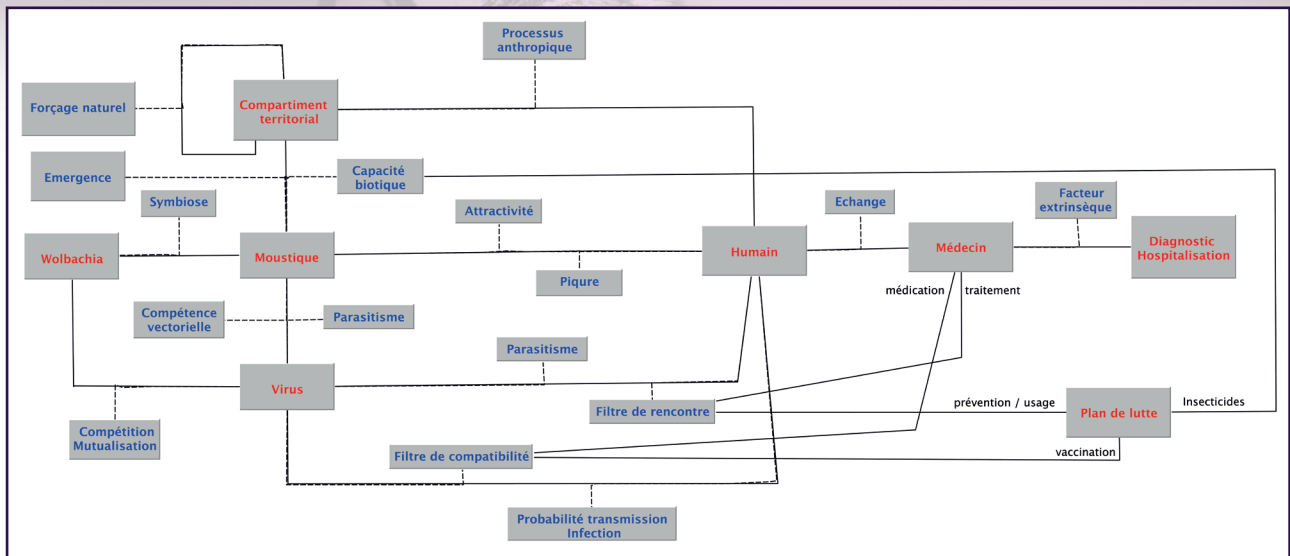 Processus
anthropique
Forçage naturel
Compartiment
territorial
Emergence
Capacité
biotique
Symbiose
Attractivité
Echange
Facteur
extrinsèque
Wolbachia
Moustique
Humain
Médecin
Diagnostic
Hospitalisation
Piqure
médication
traitement
Compétence
vectorielle
Parasitisme
Parasitisme
Virus
Filtre de rencontre
prévention / usage
Plan de lutte
Insecticides
Compétition
Mutualisation
Filtre de compatibilité
vaccination
Probabilité transmission
Infection